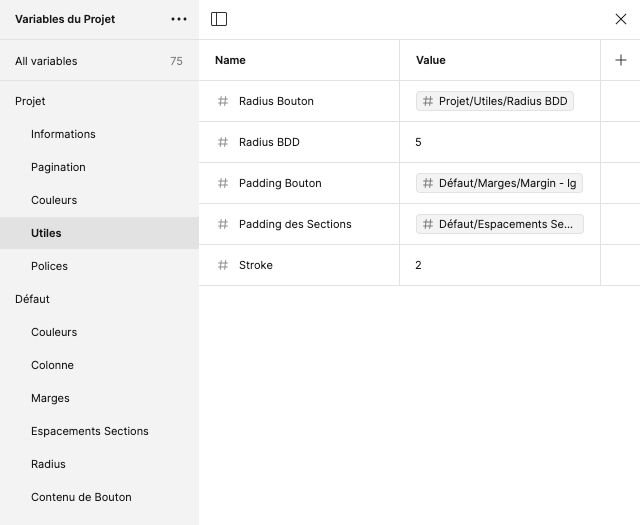 Variables du Projet
All variables 75
Projet
Informations
Pagination
Couleurs
Utiles
Polices
Défaut
Couleurs
Colonne
Marges
Espacements Sections
Radius
Contenu de Bouton
Name Value
Radius Bouton Projet/Utiles/Radius BDD
Radius BDD 5
Padding Bouton Défaut/Marges/Margin - lg
Padding des Sections Défaut/Espacements Se...
Stroke 2